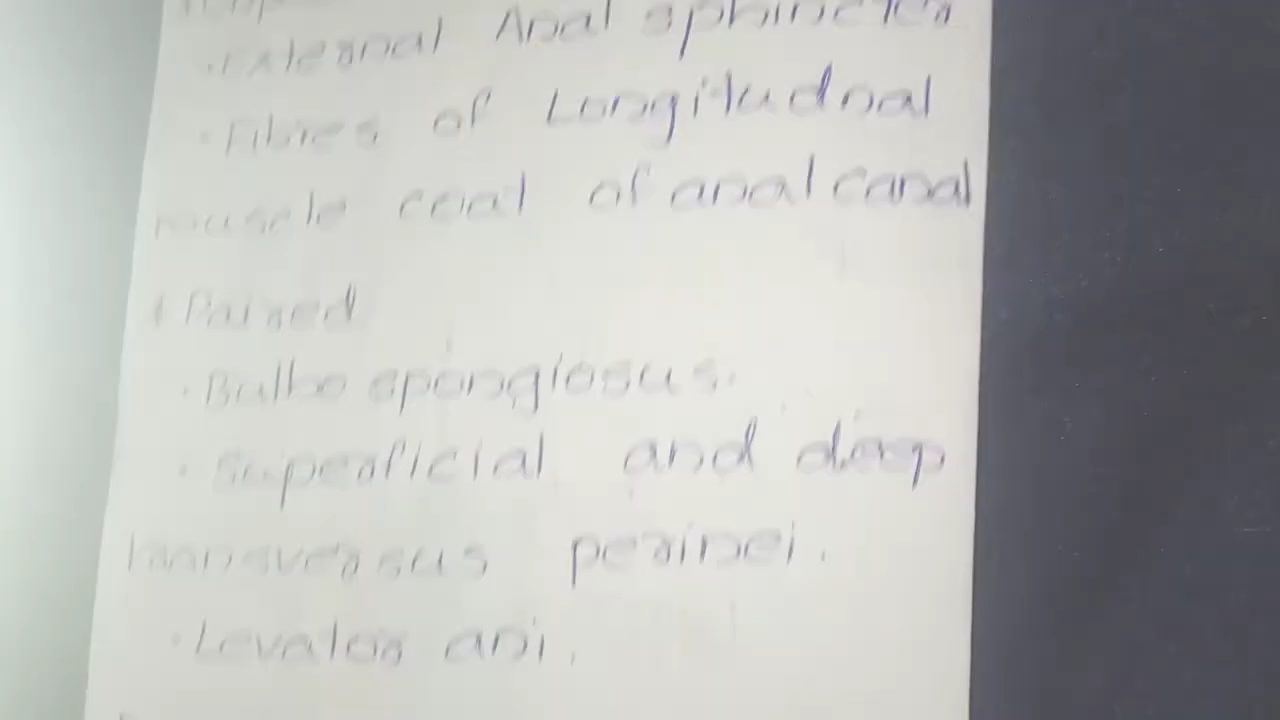 · External Anal sphincter
· Fibres of Longitudnal
muscle coat of anal canal
Paired
· Bulbo spongiosus.
· Superficial and deep
transversus perinei.
· Levator ani.